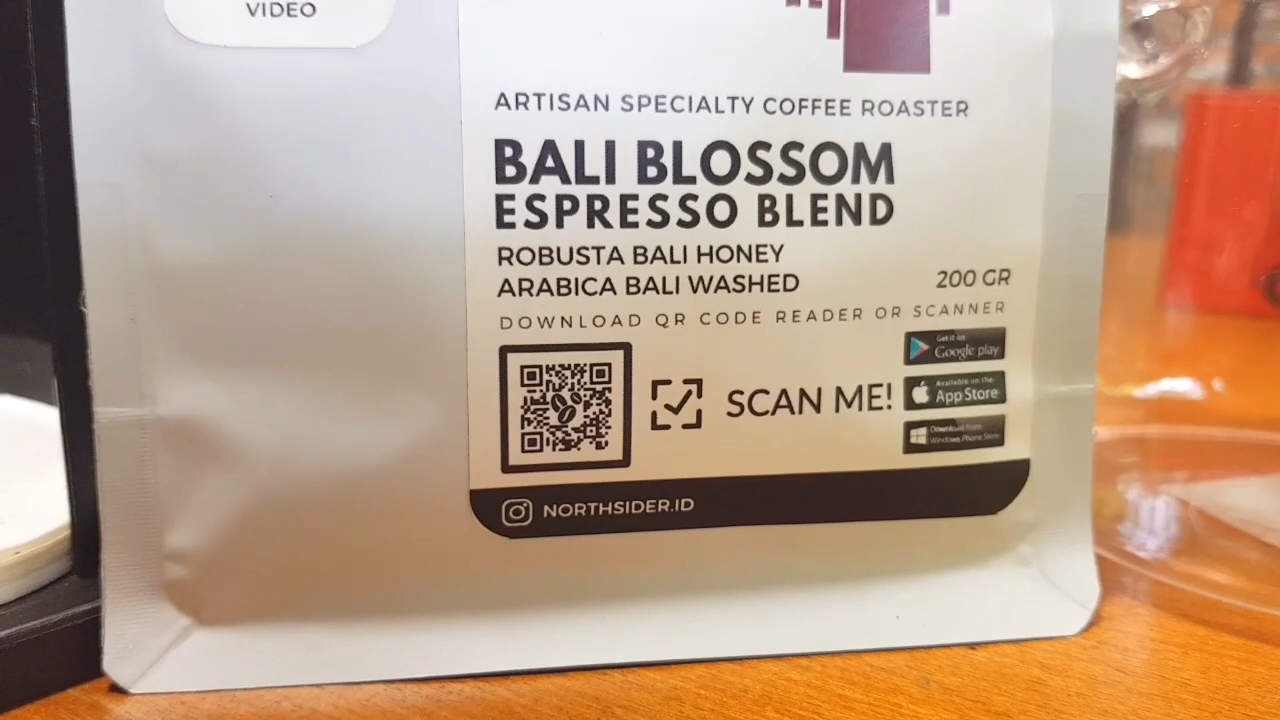 VIDEO
ARTISAN SPECIALTY COFFEE ROASTER
BALI BLOSSOM
ESPRESSO BLEND
ROBUSTA BALI HONEY
ARABICA BALI WASHED
200 GR
DOWNLOAD QR CODE READER OR SCANNER
SCAN ME!
Get it on
Google play
Available on the
App Store
Download from
Windows Phone Store
NORTHSIDER.ID